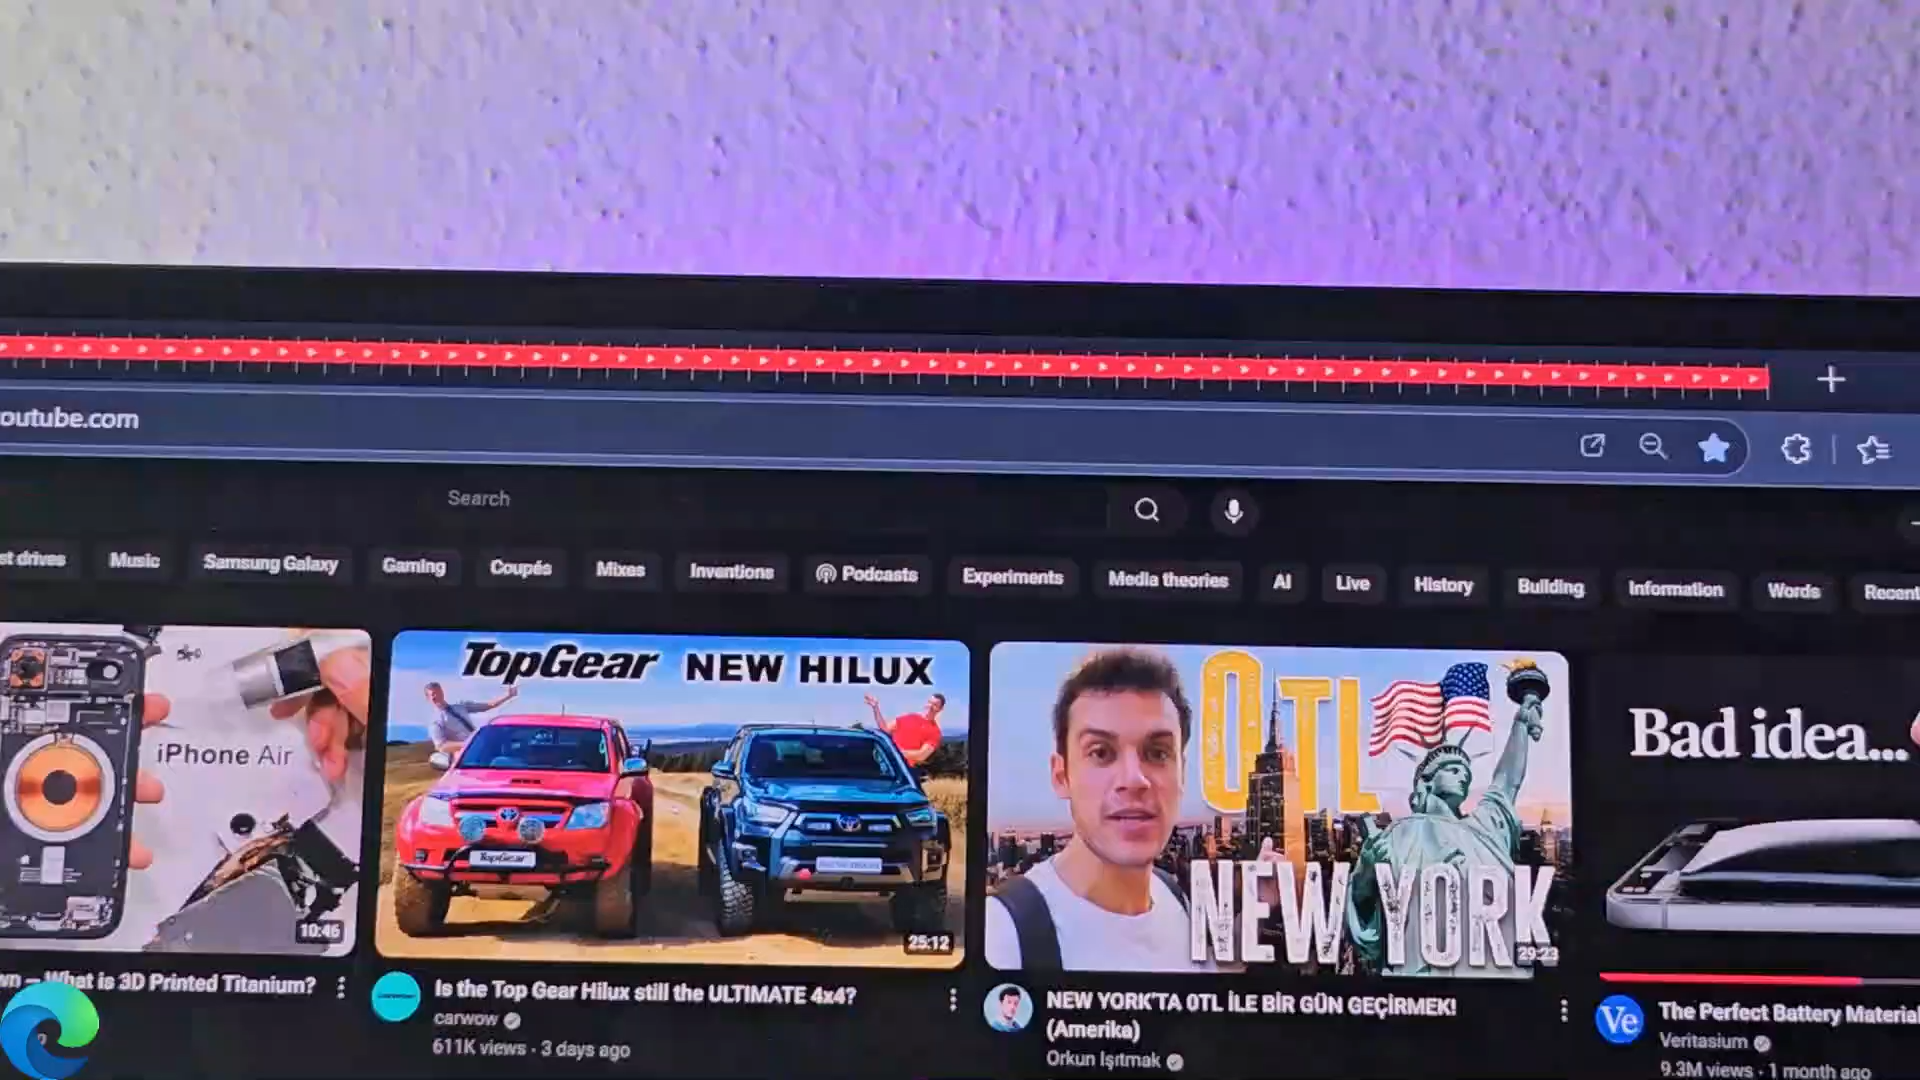 outube.com
Search
st drives
Music
Samsung Galaxy
Gaming
Coupés
Mixes
Inventions
Podcasts
Experiments
Media theories
AI
Live
History
Building
Information
Words
Recent
iPhone Air
10:46
wn – What is 3D Printed Titanium?
TopGear NEW HILUX
TopGear
25:12
Is the Top Gear Hilux still the ULTIMATE 4x4?
carwow
611K views · 3 days ago
0TL
NEW YORK
29:23
NEW YORK'TA 0TL İLE BİR GÜN GEÇİRMEK!
(Amerika)
Orkun Işıtmak
Bad idea...
Ve
The Perfect Battery Material
Veritasium
9.3M views · 1 month ago